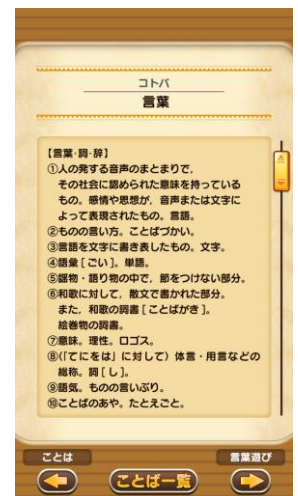 コトバ
言葉
【言葉・詞・辞】
①人の発する音声のまとまりで，
その社会に認められた意味を持っている
もの。感情や思想が，音声または文字に
よって表現されたもの。言語。
②ものの言い方。ことばづかい。
③言語を文字に書き表したもの。文字。
④語彙［ごい］。単語。
⑤謡物・語り物の中で，節をつけない部分。
⑥和歌に対して，散文で書かれた部分。
また，和歌の詞書［ことばがき］。
絵巻物の詞書。
⑦意味。理性。ロゴス。
⑧(「てにをは」に対して）体言・用言などの
総称。詞［し］。
⑨語気。ものの言いぶり。
⑩ことばのあや。たとえごと。
ことは
言葉遊び
ことば一覧